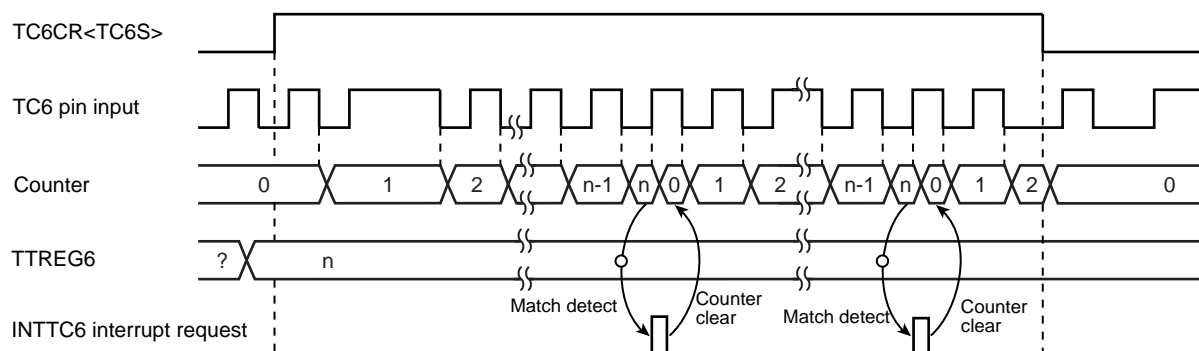 TC6CR<TC6S>
TC6 pin input
Counter 0 1 2 n-1 n 0 1 2 n-1 n 0 1 2 0
TTREG6 ? n
Match detect Counter clear Match detect Counter clear
INTTC6 interrupt request